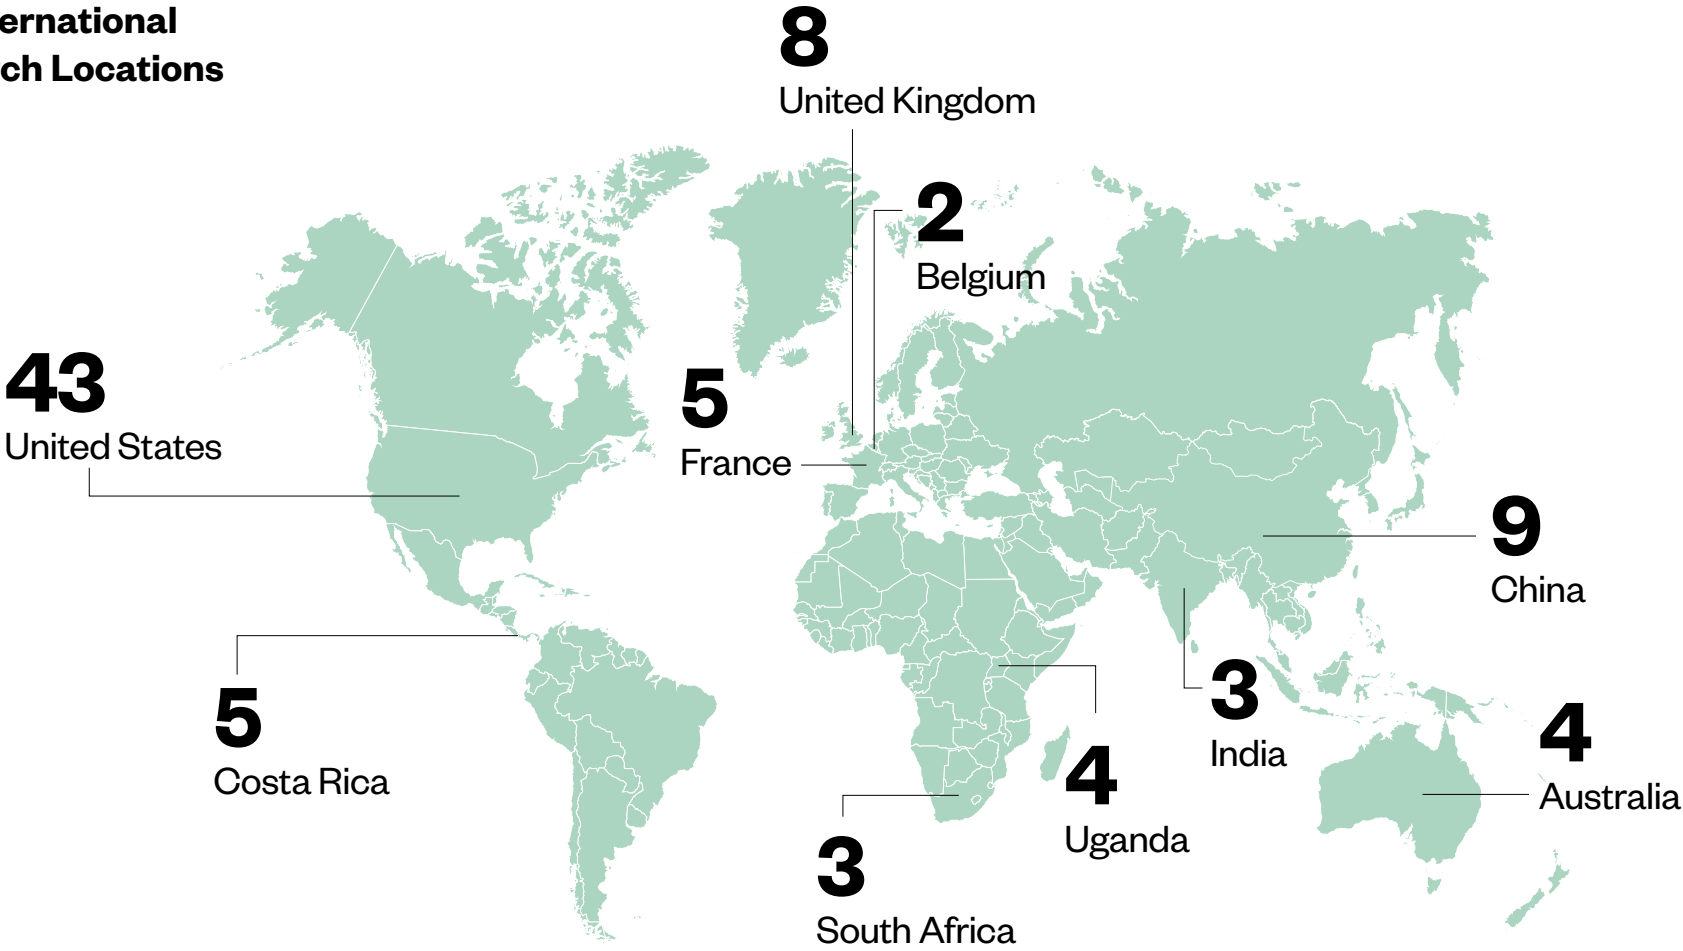 ernational
ch Locations
8
United Kingdom
2
Belgium
43
United States
5
France
9
China
5
Costa Rica
3
India
4
Australia
4
Uganda
3
South Africa